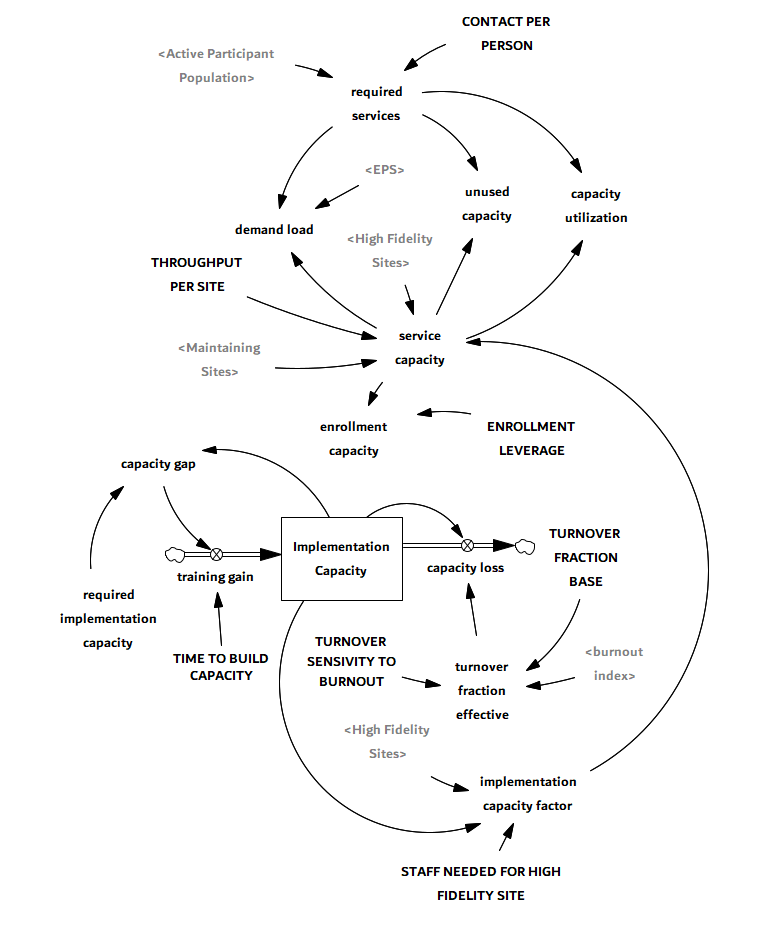 CONTACT PER
PERSON
<Active Participant
Population>
required
services
<EPS>
unused
capacity
capacity
utilization
demand load
<High Fidelity
Sites>
THROUGHPUT
PER SITE
service
capacity
<Maintaining
Sites>
enrollment
capacity
ENROLLMENT
LEVERAGE
capacity gap
Implementation
Capacity
TURNOVER
FRACTION
BASE
training gain
capacity loss
required
implementation
capacity
TIME TO BUILD
CAPACITY
TURNOVER
SENSIVITY TO
BURNOUT
turnover
fraction
effective
<burnout
index>
<High Fidelity
Sites>
implementation
capacity factor
STAFF NEEDED FOR HIGH
FIDELITY SITE